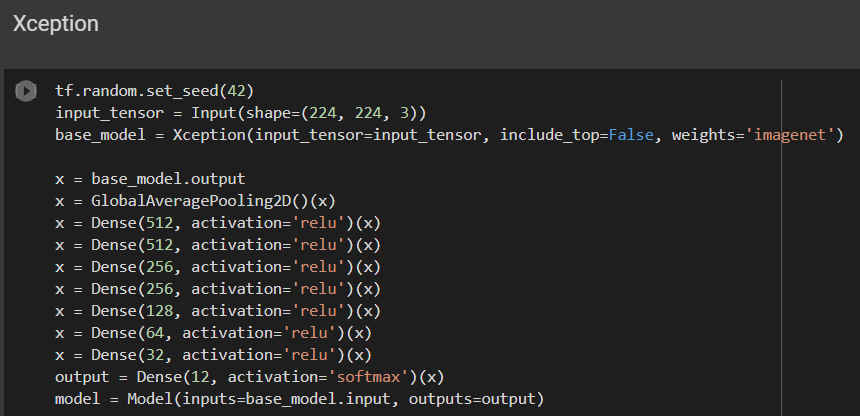 Xception
tf.random.set_seed(42)
input_tensor = Input(shape=(224, 224, 3))
base_model = Xception(input_tensor=input_tensor, include_top=False, weights='imagenet')
x = base_model.output
x = GlobalAveragePooling2D()(x)
x = Dense(512, activation='relu')(x)
x = Dense(512, activation='relu')(x)
x = Dense(256, activation='relu')(x)
x = Dense(256, activation='relu')(x)
x = Dense(128, activation='relu')(x)
x = Dense(64, activation='relu')(x)
x = Dense(32, activation='relu')(x)
output = Dense(12, activation='softmax')(x)
model = Model(inputs=base_model.input, outputs=output)